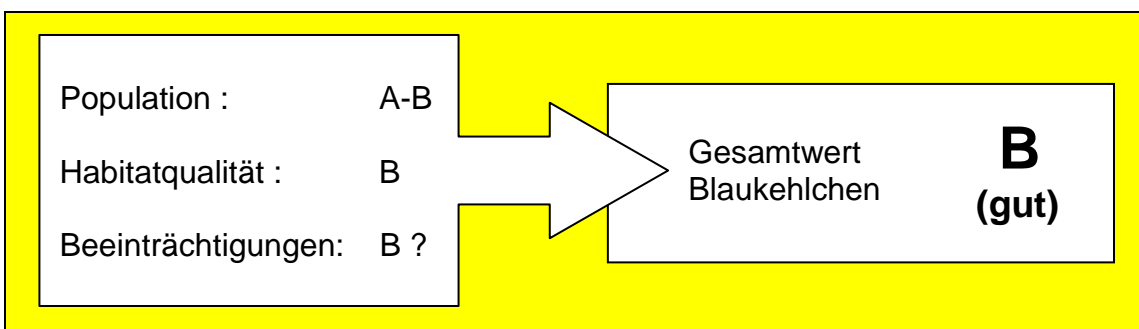 Population : A-B
Habitatqualität : B
Beeinträchtigungen: B ?
Gesamtwert
Blaukehlchen
B
(gut)